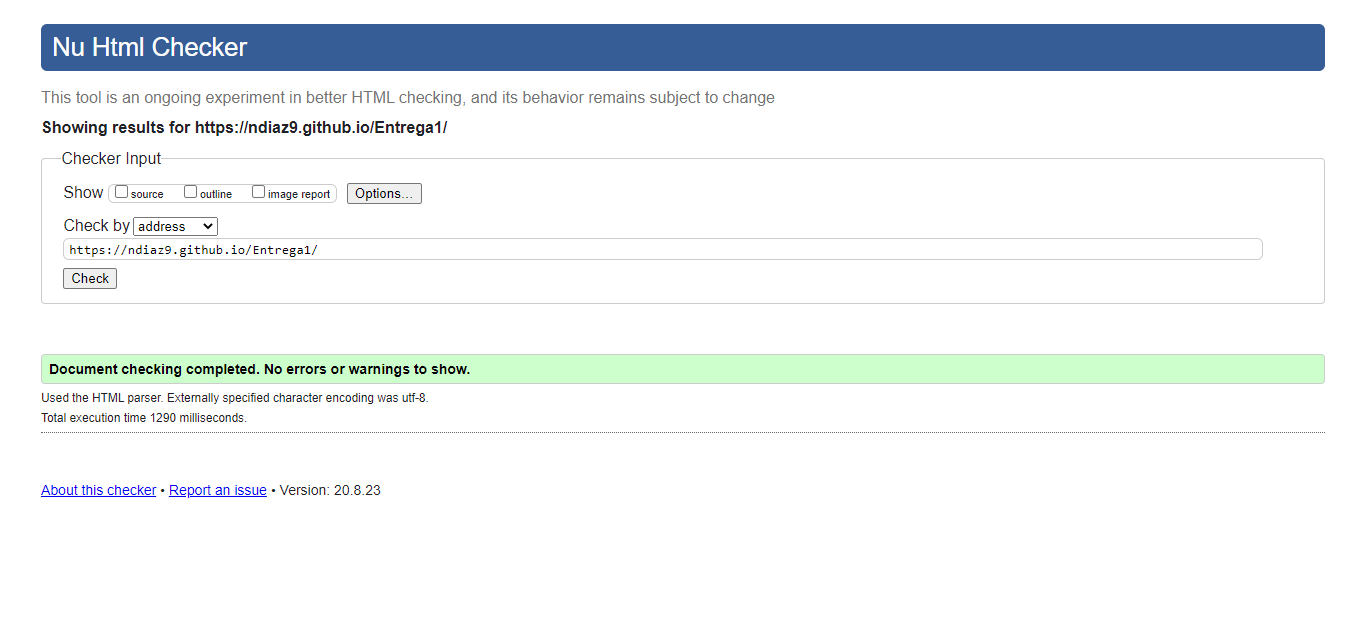 Nu Html Checker
This tool is an ongoing experiment in better HTML checking, and its behavior remains subject to change
Showing results for https://ndiaz9.github.io/Entrega1/
Checker Input
Show source outline image report Options...
Check by address
https://ndiaz9.github.io/Entrega1/
Check
Document checking completed. No errors or warnings to show.
Used the HTML parser. Externally specified character encoding was utf-8.
Total execution time 1290 milliseconds.
About this checker • Report an issue • Version: 20.8.23